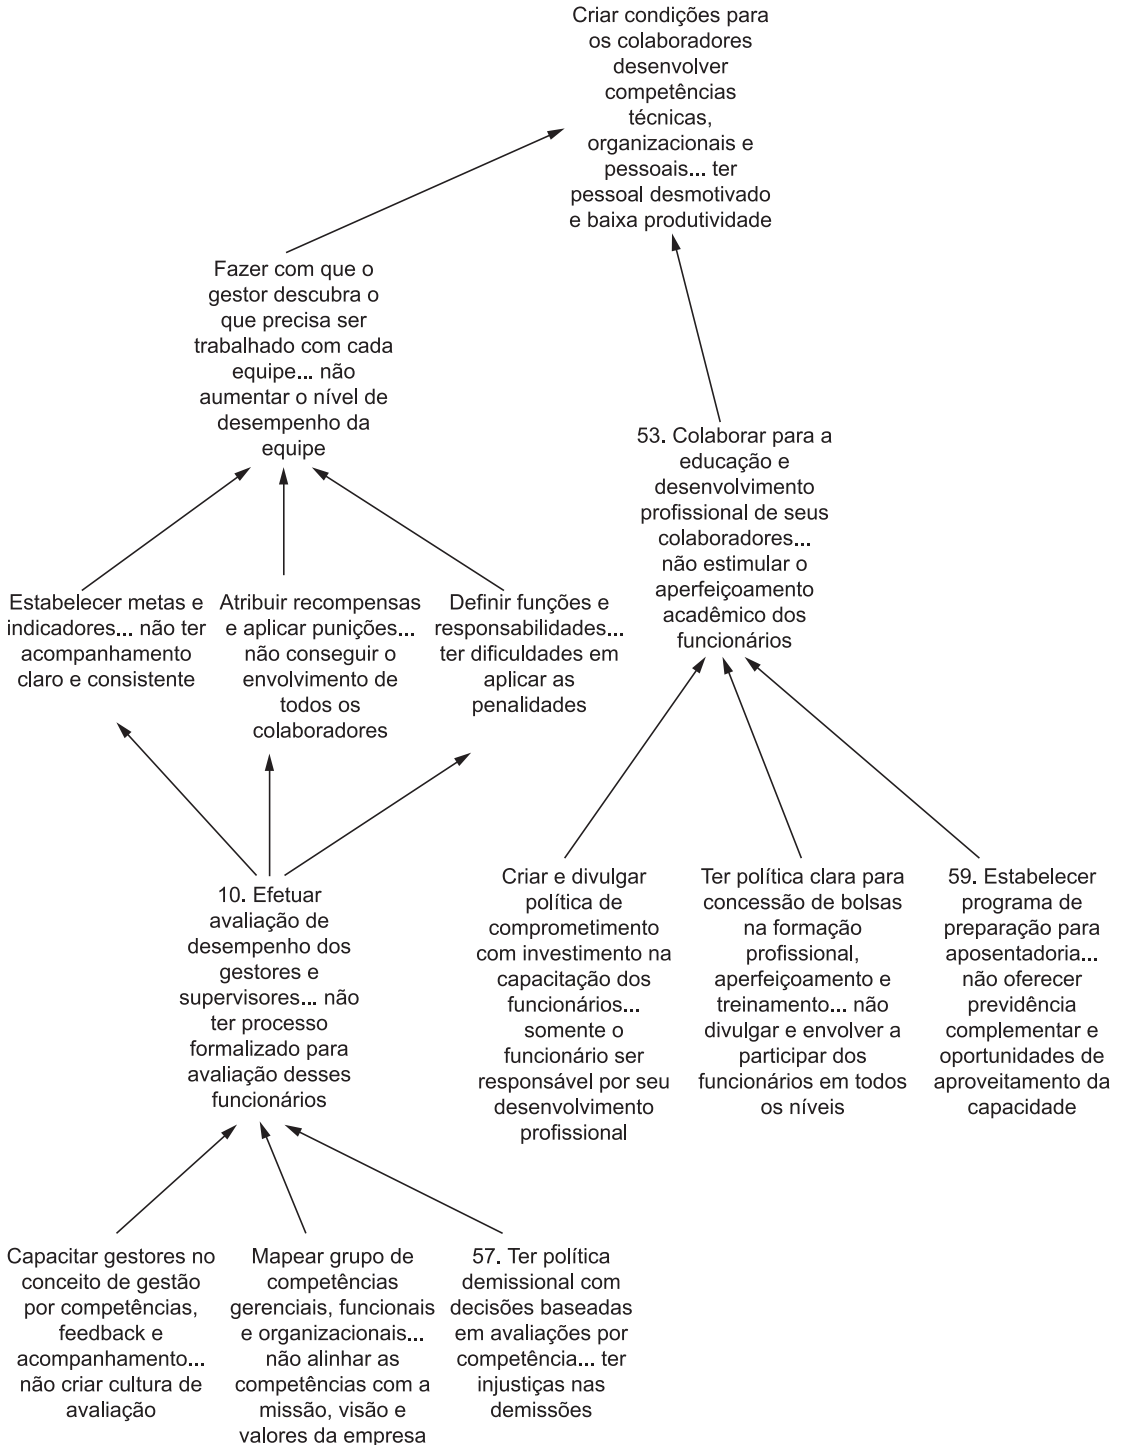 Criar condições para
os colaboradores
desenvolver
competências
técnicas,
organizacionais e
pessoais... ter
pessoal desmotivado
e baixa produtividade
Fazer com que o
gestor descubra o
que precisa ser
trabalhado com cada
equipe... não
aumentar o nível de
desempenho da
equipe
53. Colaborar para a
educação e
desenvolvimento
profissional de seus
colaboradores...
não estimular o
aperfeiçoamento
acadêmico dos
funcionários
Estabelecer metas e
indicadores... não ter
acompanhamento
claro e consistente
Atribuir recompensas
e aplicar punições...
não conseguir o
envolvimento de
todos os
colaboradores
Definir funções e
responsabilidades...
ter dificuldades em
aplicar as
penalidades
10. Efetuar
avaliação de
desempenho dos
gestores e
supervisores... não
ter processo
formalizado para
avaliação desses
funcionários
Criar e divulgar
política de
comprometimento
com investimento na
capacitação dos
funcionários...
somente o
funcionário ser
responsável por seu
desenvolvimento
profissional
Ter política clara para
concessão de bolsas
na formação
profissional,
aperfeiçoamento e
treinamento... não
divulgar e envolver a
participar dos
funcionários em todos
os níveis
59. Estabelecer
programa de
preparação para
aposentadoria...
não oferecer
previdência
complementar e
oportunidades de
aproveitamento da
capacidade
Capacitar gestores no
conceito de gestão
por competências,
feedback e
acompanhamento...
não criar cultura de
avaliação
Mapear grupo de
competências
gerenciais, funcionais
e organizacionais...
não alinhar as
competências com a
missão, visão e
valores da empresa
57. Ter política
demissional com
decisões baseadas
em avaliações por
competência... ter
injustiças nas
demissões